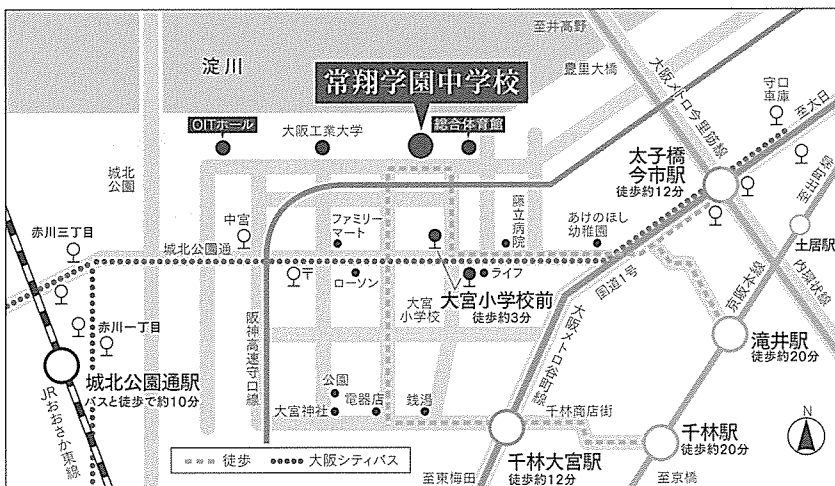 至井高野
淀川
豊里大橋
大阪メトロ今里筋線
守口
車庫
至大日
常翔学園中学校
OITホール
大阪工業大学
総合体育館
太子橋
今市駅
徒歩約12分
至出町柳
城北
公園
中宮
ファミリー
マート
藤立病院
あけのほし
幼稚園
土居駅
赤川三丁目
城北公園通
〒
ローソン
大宮
小学校
ライフ
大宮小学校前
徒歩約3分
国道1号
京阪本線
内環状線
赤川一丁目
阪神高速守口線
大阪メトロ谷町線
滝井駅
徒歩約20分
城北公園通駅
バスと徒歩で約10分
JRおおさか東線
公園
大宮神社
電器店
銭湯
千林商店街
徒歩
大阪シティバス
千林大宮駅
徒歩約12分
千林駅
徒歩約20分
至東梅田
至京橋
N